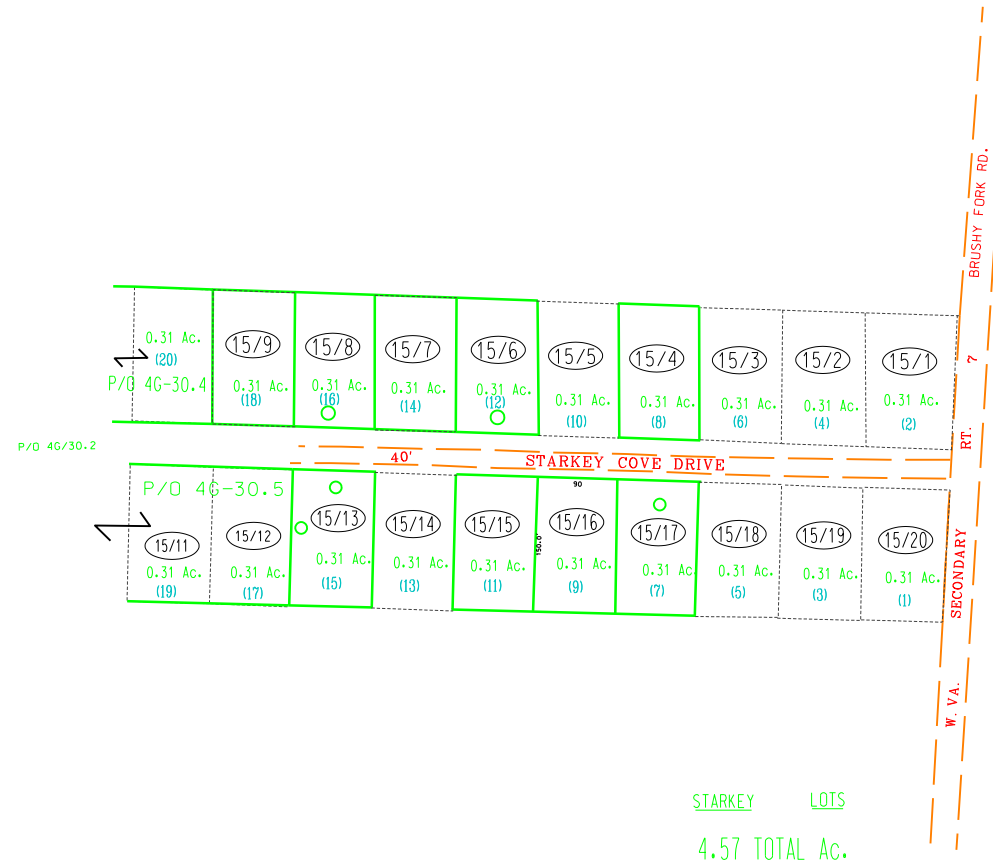 BRUSHY FORK RD.
0.31 Ac.
(20)
P/O 4G-30.4
15/9
0.31 Ac.
(18)
15/8
0.31 Ac.
(16)
15/7
0.31 Ac.
(14)
15/6
0.31 Ac.
(12)
15/5
0.31 Ac.
(10)
15/4
0.31 Ac.
(8)
15/3
0.31 Ac.
(6)
15/2
0.31 Ac.
(4)
15/1
0.31 Ac.
(2)
7
RT.
P/O 4G/30.2
40'
STARKEY COVE DRIVE
P/O 4G-30.5
15/11
0.31 Ac.
(19)
15/12
0.31 Ac.
(17)
15/13
0.31 Ac.
(15)
15/14
0.31 Ac.
(13)
15/15
0.31 Ac.
(11)
90
150.0'
15/16
0.31 Ac.
(9)
15/17
0.31 Ac
(7)
15/18
0.31 Ac.
(5)
15/19
0.31 Ac.
(3)
15/20
0.31 Ac.
(1)
SECONDARY
W. VA.
STARKEY LOTS
4.57 TOTAL Ac.